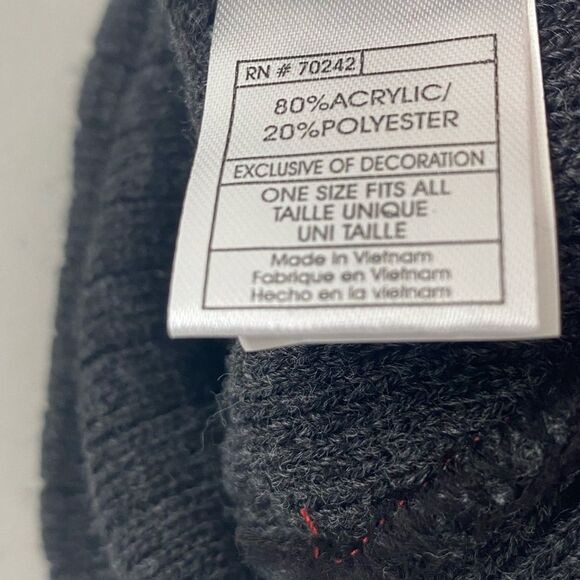 RN # 70242
80%ACRYLIC/
20%POLYESTER
EXCLUSIVE OF DECORATION
ONE SIZE FITS ALL
TAILLE UNIQUE
UNI TAILLE
Made in Vietnam
Fabrique en Vietnam
Hecho en la vietnam